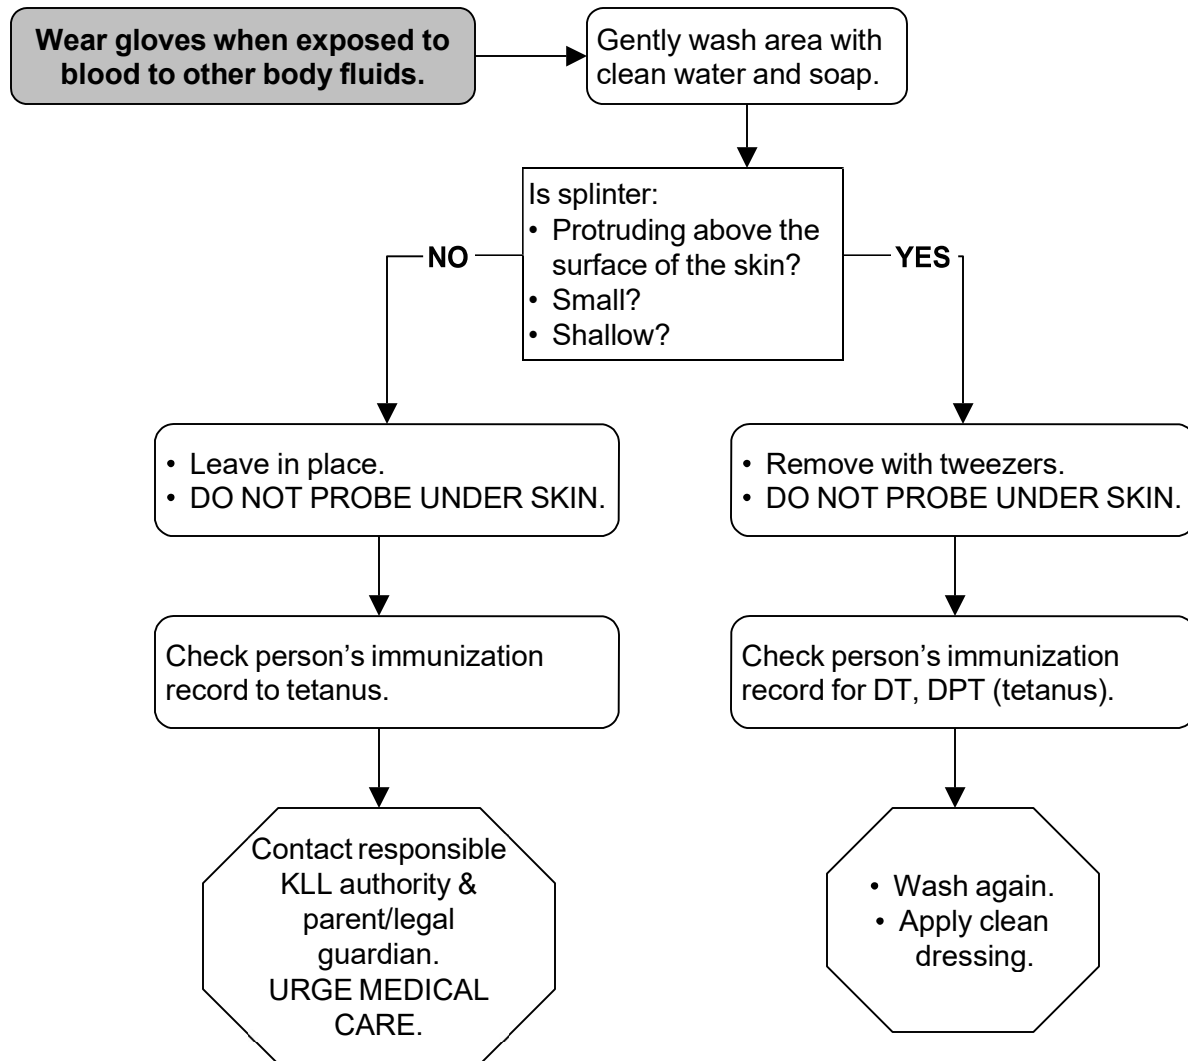 Wear gloves when exposed to
blood to other body fluids.
Gently wash area with
clean water and soap.
Is splinter:
• Protruding above the
surface of the skin?
• Small?
• Shallow?
NO
YES
• Leave in place.
• DO NOT PROBE UNDER SKIN.
• Remove with tweezers.
• DO NOT PROBE UNDER SKIN.
Check person’s immunization
record to tetanus.
Check person’s immunization
record for DT, DPT (tetanus).
Contact responsible
KLL authority &
parent/legal
guardian.
URGE MEDICAL
CARE.
• Wash again.
• Apply clean
dressing.